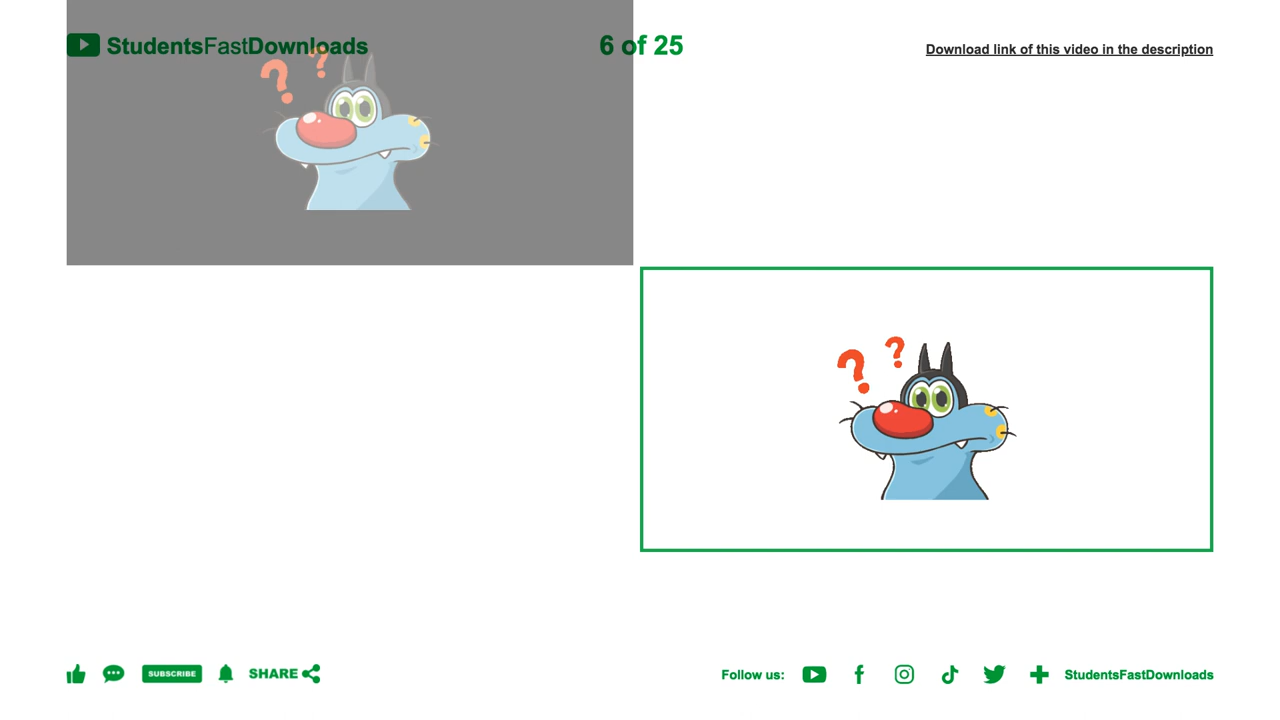 StudentsFastDownloads
6 of 25
Download link of this video in the description
? ?
? ?
SUBSCRIBE
SHARE
Follow us:
StudentsFastDownloads